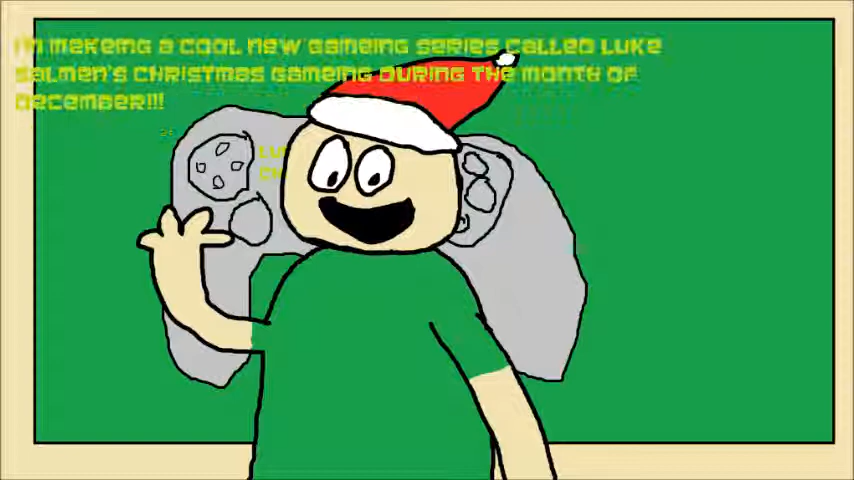 I'm mekeing a cool new gameing series called Luke
Salmen's Christmas Gameing during the month of
December!!!